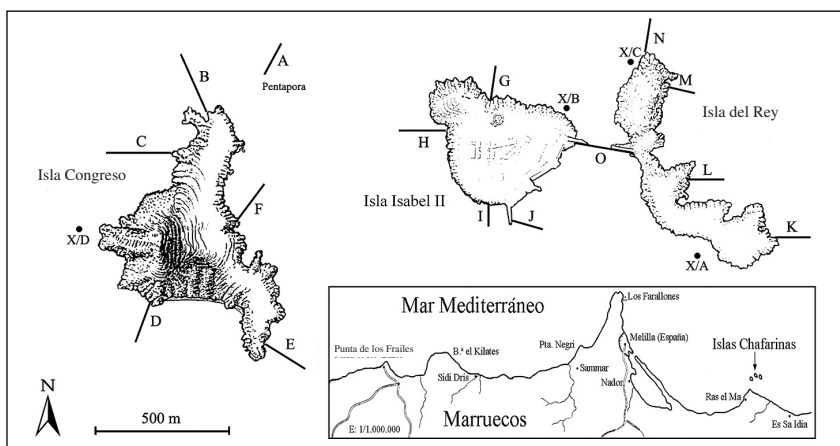 A
Pentapora
B
C
Isla Congreso
F
X/D
D
E
N
500 m
N
X/C
M
G
X/B
Isla del Rey
H
O
L
Isla Isabel II
I
J
K
X/A
Mar Mediterráneo
Los Farallones
Punta de los Frailes
B.ª el Kilates
Pta. Negri
Melilla (España)
Islas Chafarinas
Sidi Dris
Sammar
Nador
Ras el Ma
Marruecos
Es Sa Idia
E: 1/1.000.000